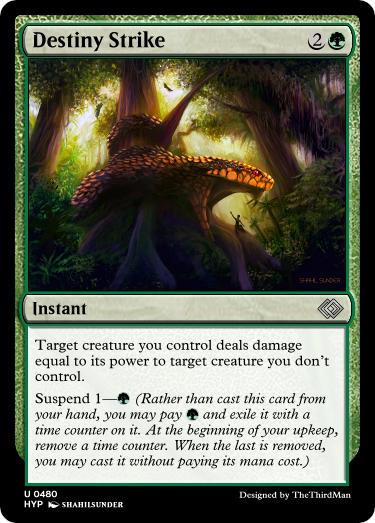 Destiny Strike 2
SHAHIL SUNDER
Instant
Target creature you control deals damage
equal to its power to target creature you don't
control.
Suspend 1— (Rather than cast this card from
your hand, you may pay and exile it with a
time counter on it. At the beginning of your upkeep,
remove a time counter. When the last is removed,
you may cast it without paying its mana cost.)
U 0480
HYP SHAHILSUNDER
Designed by TheThirdMan